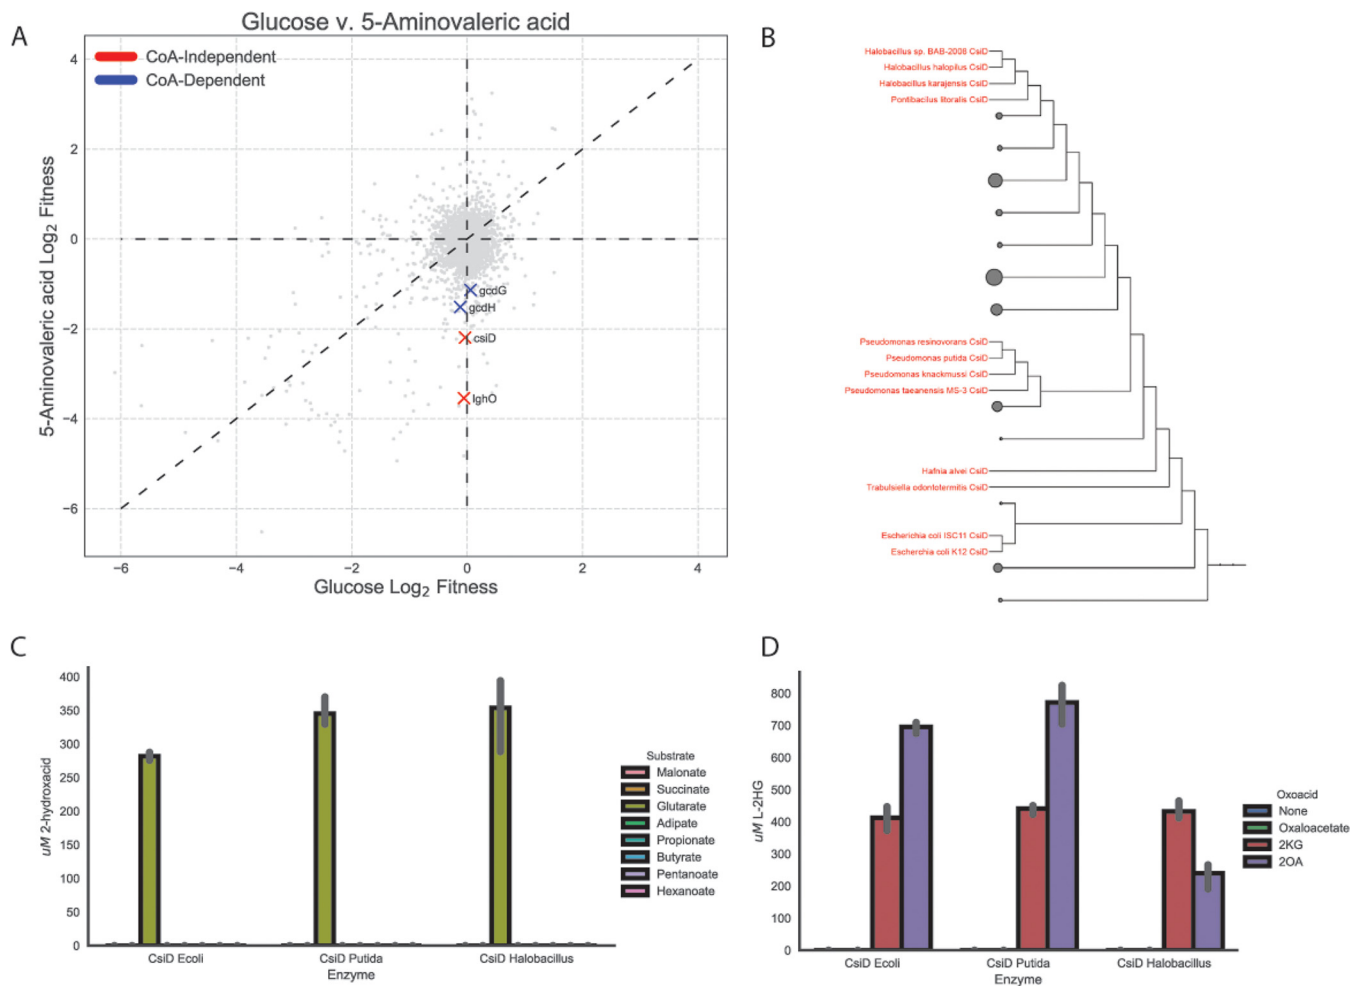 A
Glucose v. 5-Aminovaleric acid
CoA-Independent
CoA-Dependent
4
2
0
−2
−4
−6
5-Aminovaleric acid Log2 Fitness
gcdG
gcdH
csiD
lghO
−6
−4
−2
0
2
4
Glucose Log2 Fitness
B
Halobacillus sp. BAB-2008 CsiD
Halobacillus halopilus CsiD
Halobacillus karajensis CsiD
Pontibacilus litoralis CsiD
Pseudomonas resinovorans CsiD
Pseudomonas putida CsiD
Pseudomonas knackmussi CsiD
Pseudomonas taeanensis MS-3 CsiD
Hafnia alvei CsiD
Trabulsiella odontotermitis CsiD
Escherichia coli ISC11 CsiD
Escherchia coli K12 CsiD
C
400
350
300
250
200
150
100
50
0
uM 2-hydroxacid
CsiD Ecoli
CsiD Putida
CsiD Halobacillus
Enzyme
Substrate
Malonate
Succinate
Glutarate
Adipate
Propionate
Butyrate
Pentanoate
Hexanoate
D
800
700
600
500
400
300
200
100
0
uM L-2HG
CsiD Ecoli
CsiD Putida
CsiD Halobacillus
Enzyme
Oxoacid
None
Oxaloacetate
2KG
2OA